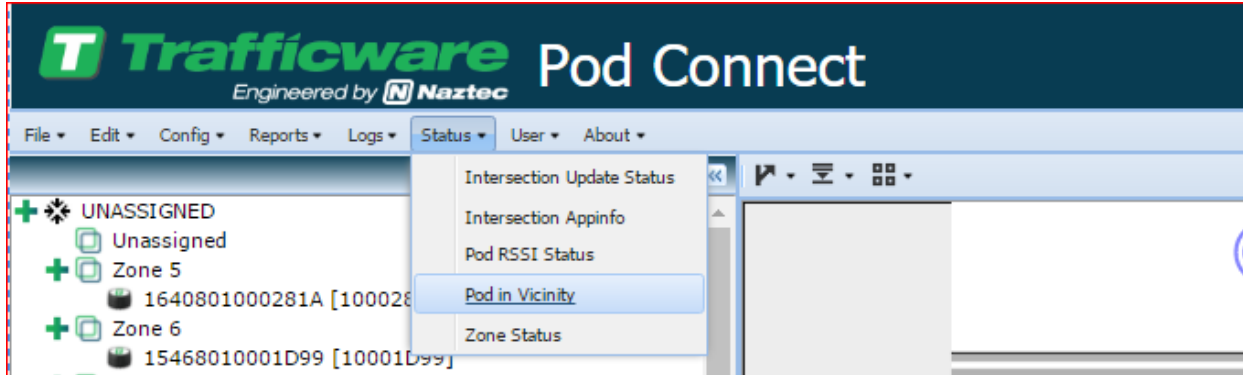 T Trafficware Pod Connect
Engineered by N Naztec
File Edit Config Reports Logs Status User About
Intersection Update Status
UNASSIGNED
Intersection Appinfo
Unassigned
Pod RSSI Status
Zone 5
1640801000281A [100028
Pod in Vicinity
Zone 6
Zone Status
15468010001D99 [10001D99]